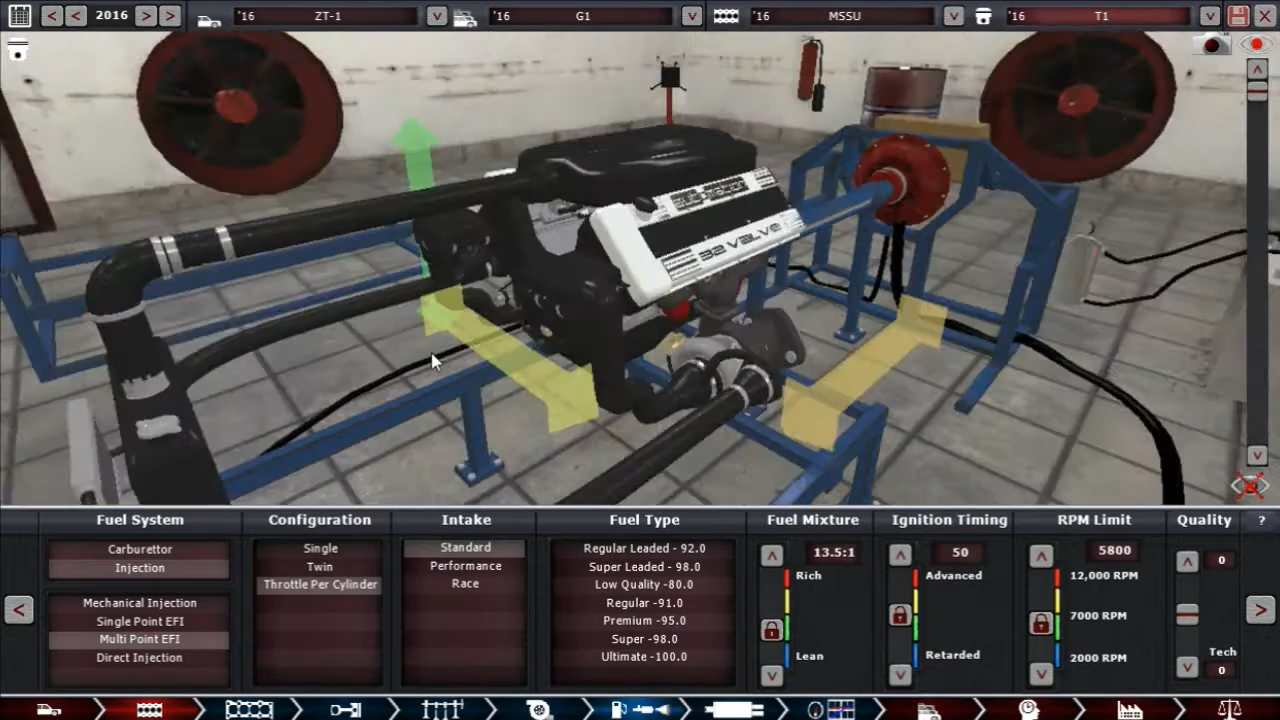 2016
'16 ZT-1
'16 G1
'16 MSSU
'16 T1
automation
32 VALVE
Fuel System
Carburettor
Injection
Mechanical Injection
Single Point EFI
Multi Point EFI
Direct Injection
Configuration
Single
Twin
Throttle Per Cylinder
Intake
Standard
Performance
Race
Fuel Type
Regular Leaded - 92.0
Super Leaded - 98.0
Low Quality -80.0
Regular -91.0
Premium -95.0
Super -98.0
Ultimate -100.0
Fuel Mixture
13.5:1
Rich
Lean
Ignition Timing
50
Advanced
Retarded
RPM Limit
5800
12,000 RPM
7000 RPM
2000 RPM
Quality
0
Tech
0
?